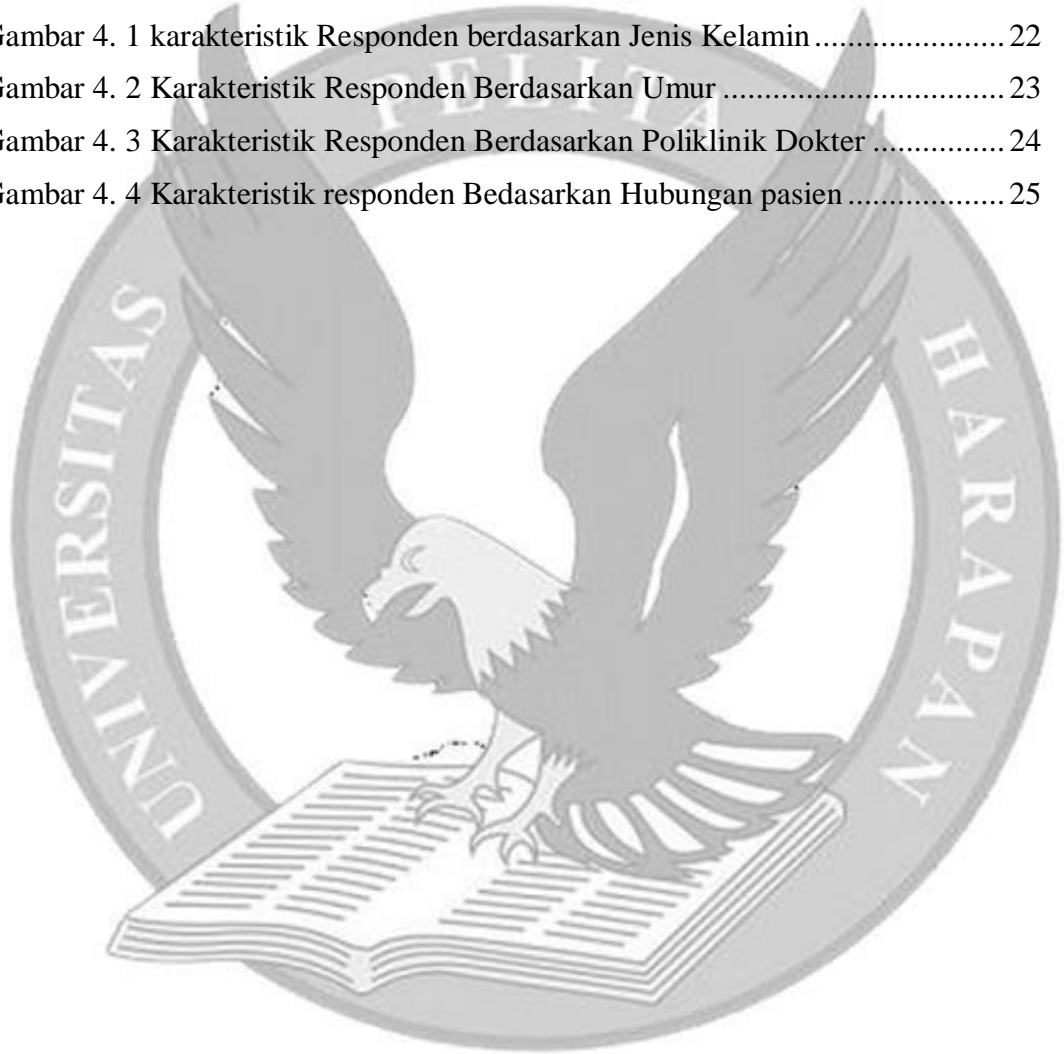 Gambar 4. 1 karakteristik Responden berdasarkan Jenis Kelamin ...................... 22
Gambar 4. 2 Karakteristik Responden Berdasarkan Umur ................................. 23
Gambar 4. 3 Karakteristik Responden Berdasarkan Poliklinik Dokter ............... 24
Gambar 4. 4 Karakteristik responden Bedasarkan Hubungan pasien .................. 25
UNIVERSITAS PELITA HARAPAN